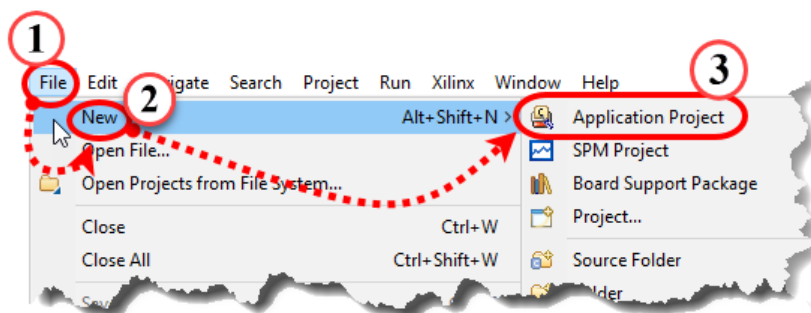 1
File Edit igate Search Project Run Xilinx Window Help
2
3
New Alt+Shift+N >
Application Project
Open File...
SPM Project
Open Projects from File System...
Board Support Package
Project...
Close Ctrl+W
Close All Ctrl+Shift+W
Source Folder